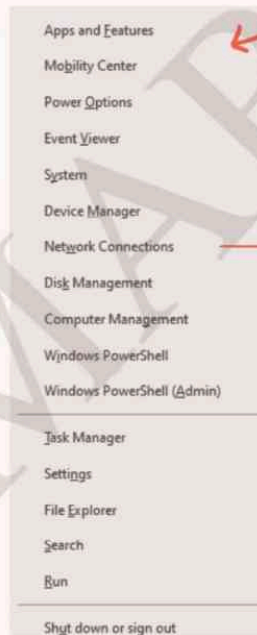 Apps and Features
Mobility Center
Power Options
Event Viewer
System
Device Manager
Network Connections
Disk Management
Computer Management
Windows PowerShell
Windows PowerShell (Admin)
Task Manager
Settings
File Explorer
Search
Run
Shut down or sign out